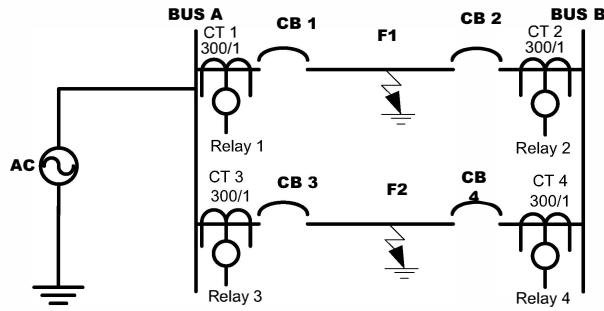 BUS A
CB 1
F1
CB 2
BUS B
CT 1
300/1
CT 2
300/1
Relay 1
Relay 2
AC
CT 3
300/1
CB 3
F2
CB
4
CT 4
300/1
Relay 3
Relay 4